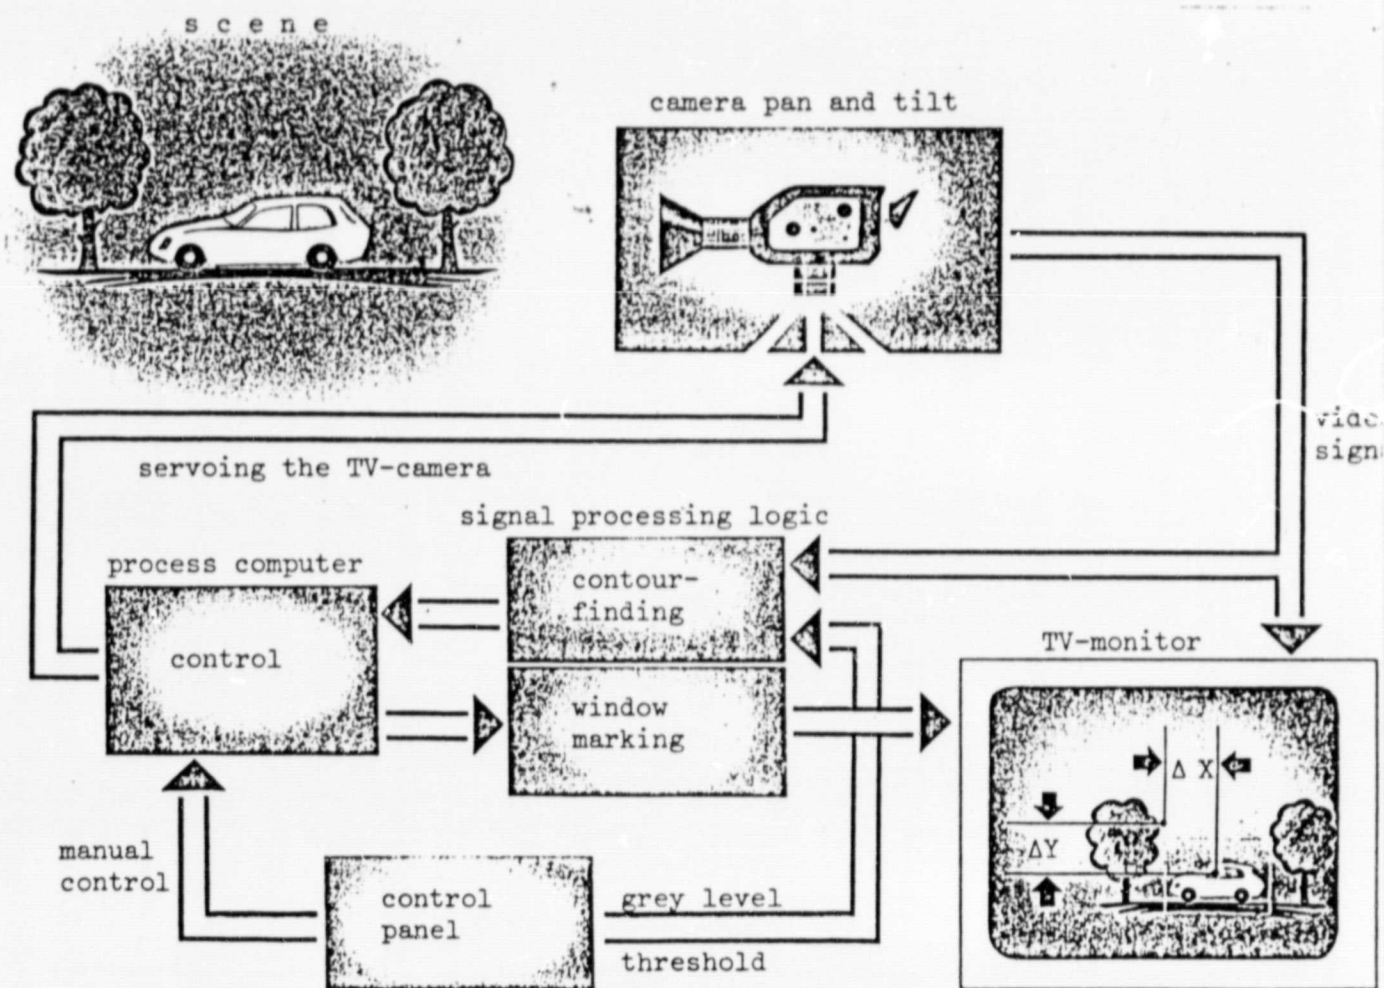 s c e n e
camera pan and tilt
servoing the TV-camera
signal processing logic
process computer
contour-
finding
control
TV-monitor
window
marking
Δ X
ΔY
manual
control
control
panel
grey level
threshold